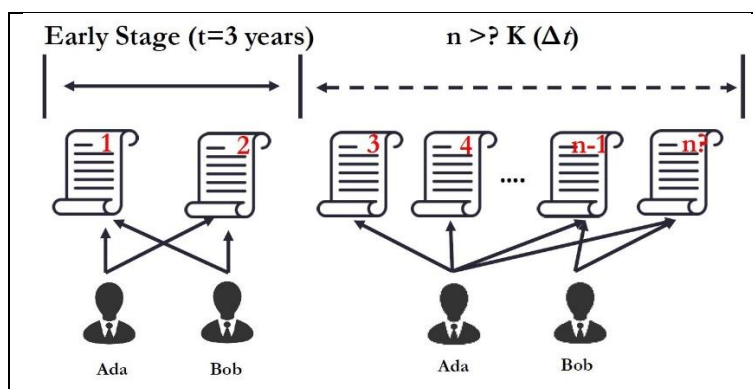 Early Stage (t=3 years) n >? K (Δt)
1 2 3 4 n-1 n?
....
Ada Bob Ada Bob